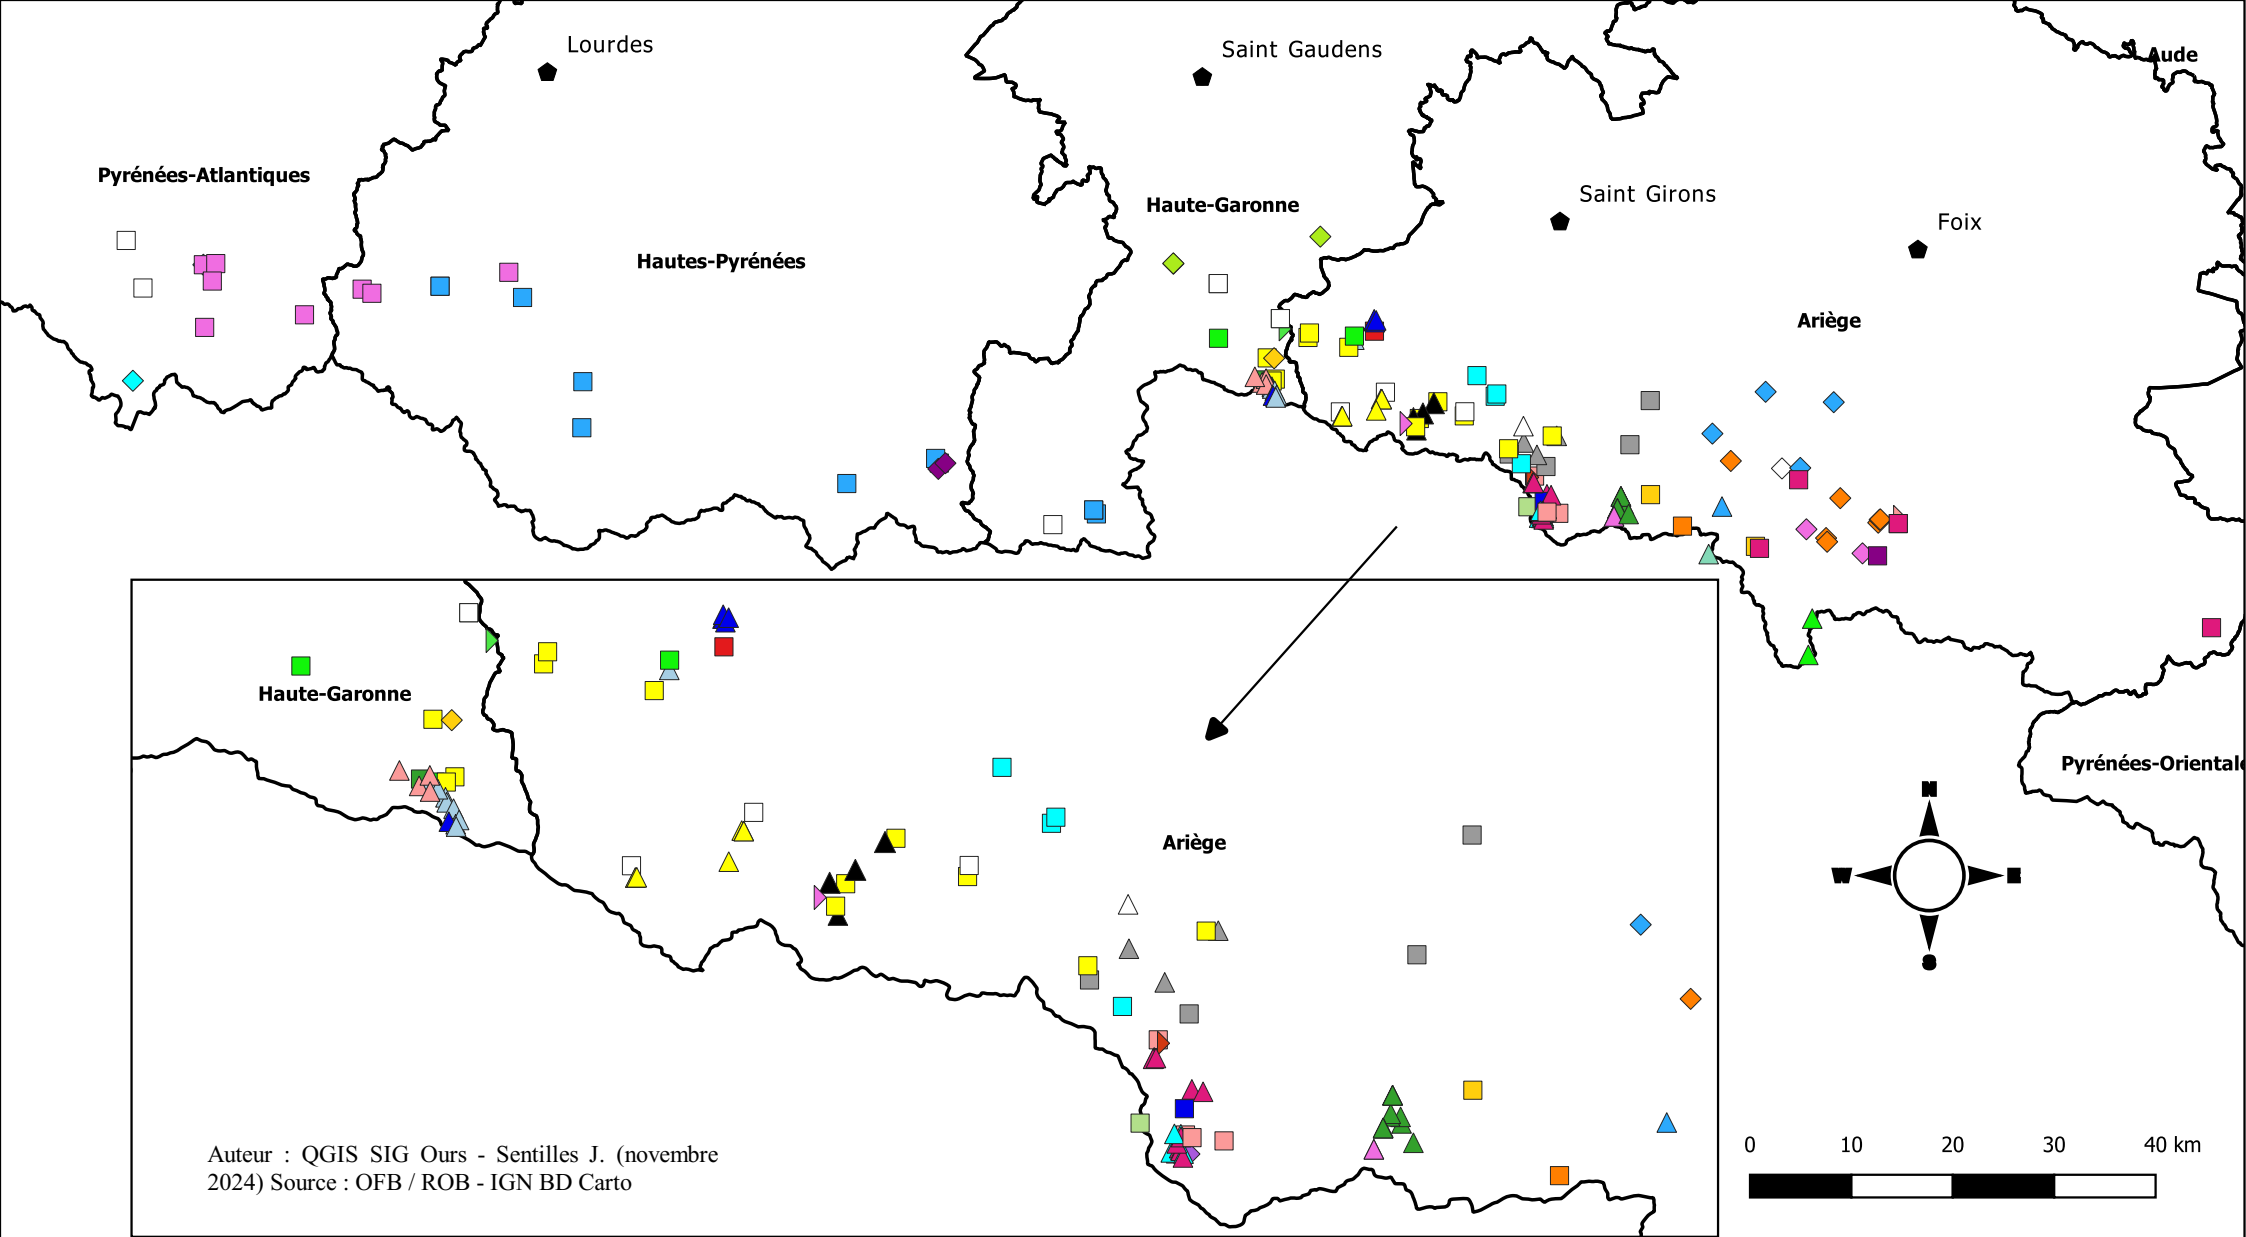 Lourdes
Saint Gaudens
Aude
Pyrénées-Atlantiques
Saint Girons
Haute-Garonne
Foix
Hautes-Pyrénées
Ariège
Haute-Garonne
Pyrénées-Orientale
N
Ariège
W
E
S
Auteur : QGIS SIG Ours - Sentilles J. (novembre
2024) Source : OFB / ROB - IGN BD Carto
0 10 20 30 40 km